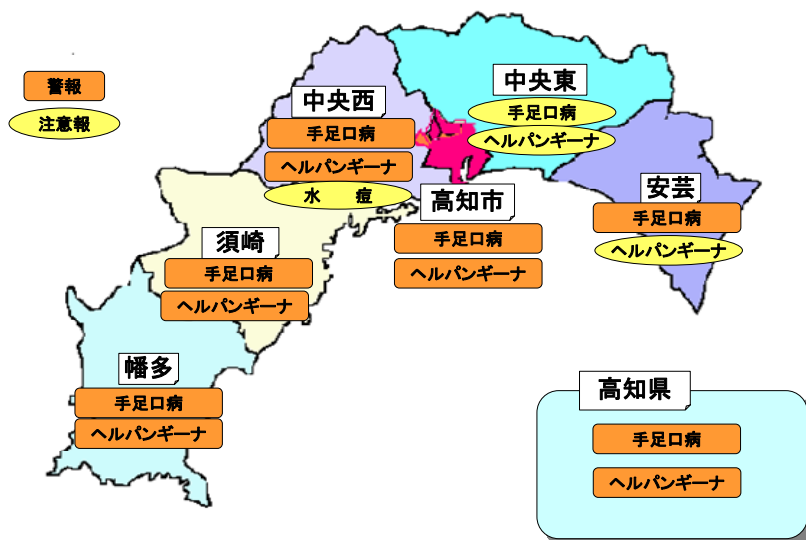 警報
注意報
中央西
手足口病
ヘルパンギーナ
水　痘
中央東
手足口病
ヘルパンギーナ
高知市
手足口病
ヘルパンギーナ
安芸
手足口病
ヘルパンギーナ
須崎
手足口病
ヘルパンギーナ
幡多
手足口病
ヘルパンギーナ
高知県
手足口病
ヘルパンギーナ